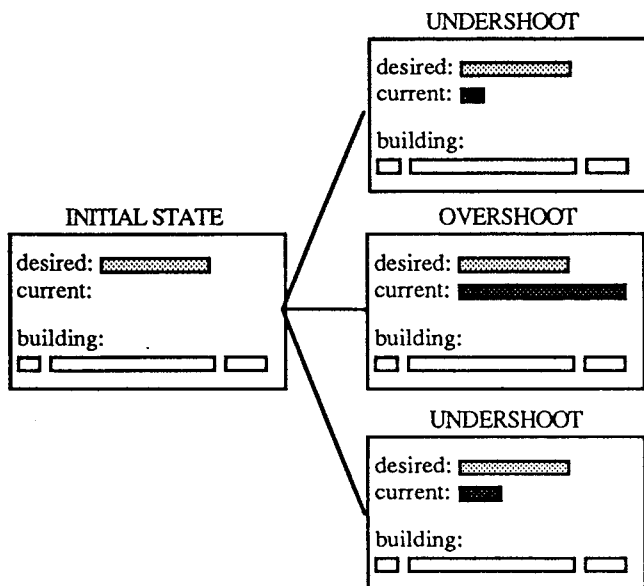 UNDERSHOOT
desired:
current:
building:
INITIAL STATE
desired:
current:
building:
OVERSHOOT
desired:
current:
building:
UNDERSHOOT
desired:
current:
building: